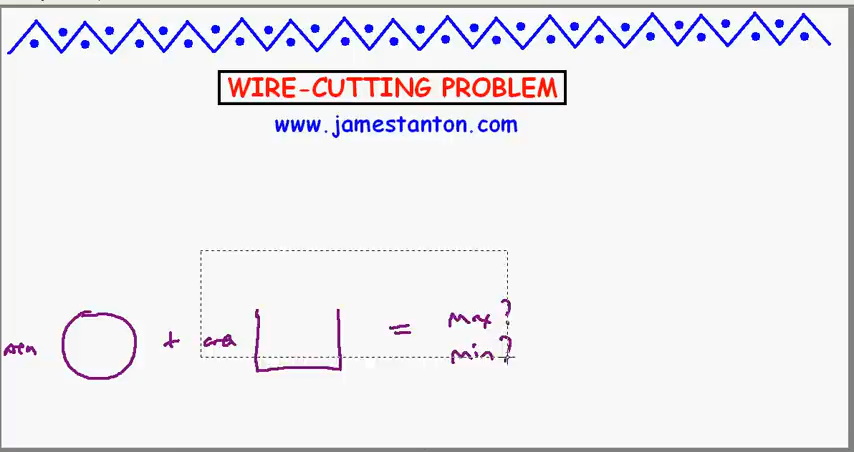 WIRE-CUTTING PROBLEM
www.jamestanton.com
area + area = max?
min?